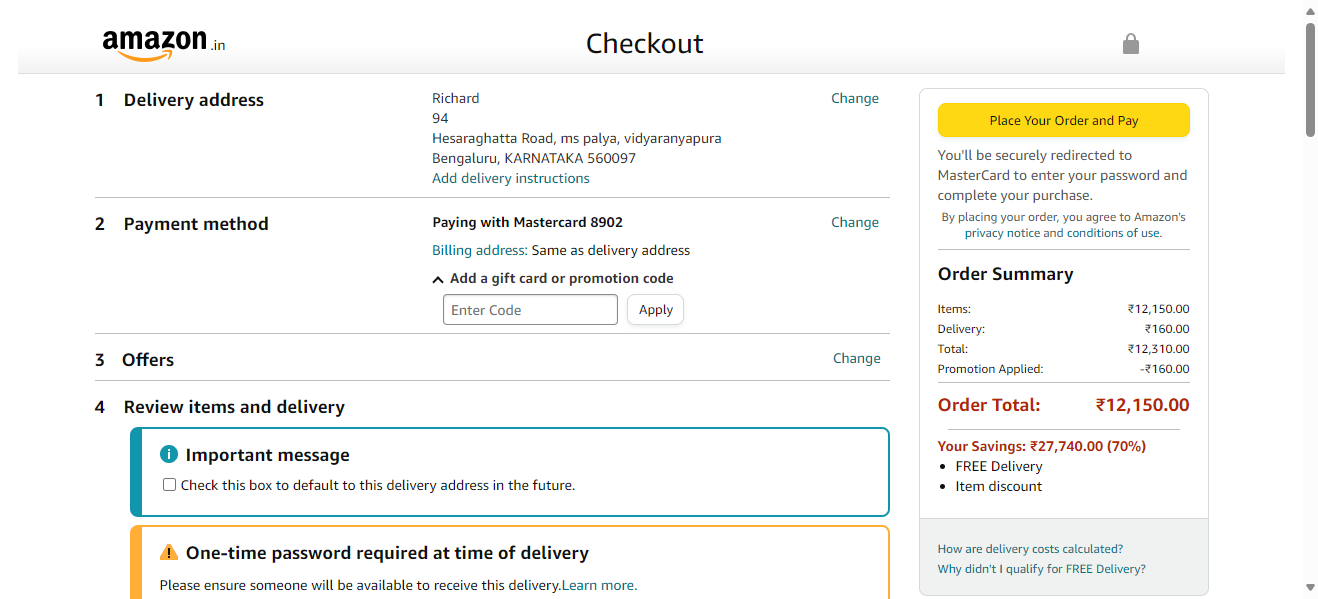 amazon.in
Checkout
1 Delivery address
Richard
94
Hesaraghatta Road, ms palya, vidyaranyapura
Bengaluru, KARNATAKA 560097
Add delivery instructions
Change
2 Payment method
Paying with Mastercard 8902
Change
Billing address: Same as delivery address
Add a gift card or promotion code
Enter Code
Apply
3 Offers
Change
4 Review items and delivery
Important message
Check this box to default to this delivery address in the future.
One-time password required at time of delivery
Please ensure someone will be available to receive this delivery.Learn more.
Place Your Order and Pay
You'll be securely redirected to
MasterCard to enter your password and
complete your purchase.
By placing your order, you agree to Amazon's
privacy notice and conditions of use.
Order Summary
Items: ₹12,150.00
Delivery: ₹160.00
Total: ₹12,310.00
Promotion Applied: -₹160.00
Order Total: ₹12,150.00
Your Savings: ₹27,740.00 (70%)
• FREE Delivery
• Item discount
How are delivery costs calculated?
Why didn't I qualify for FREE Delivery?